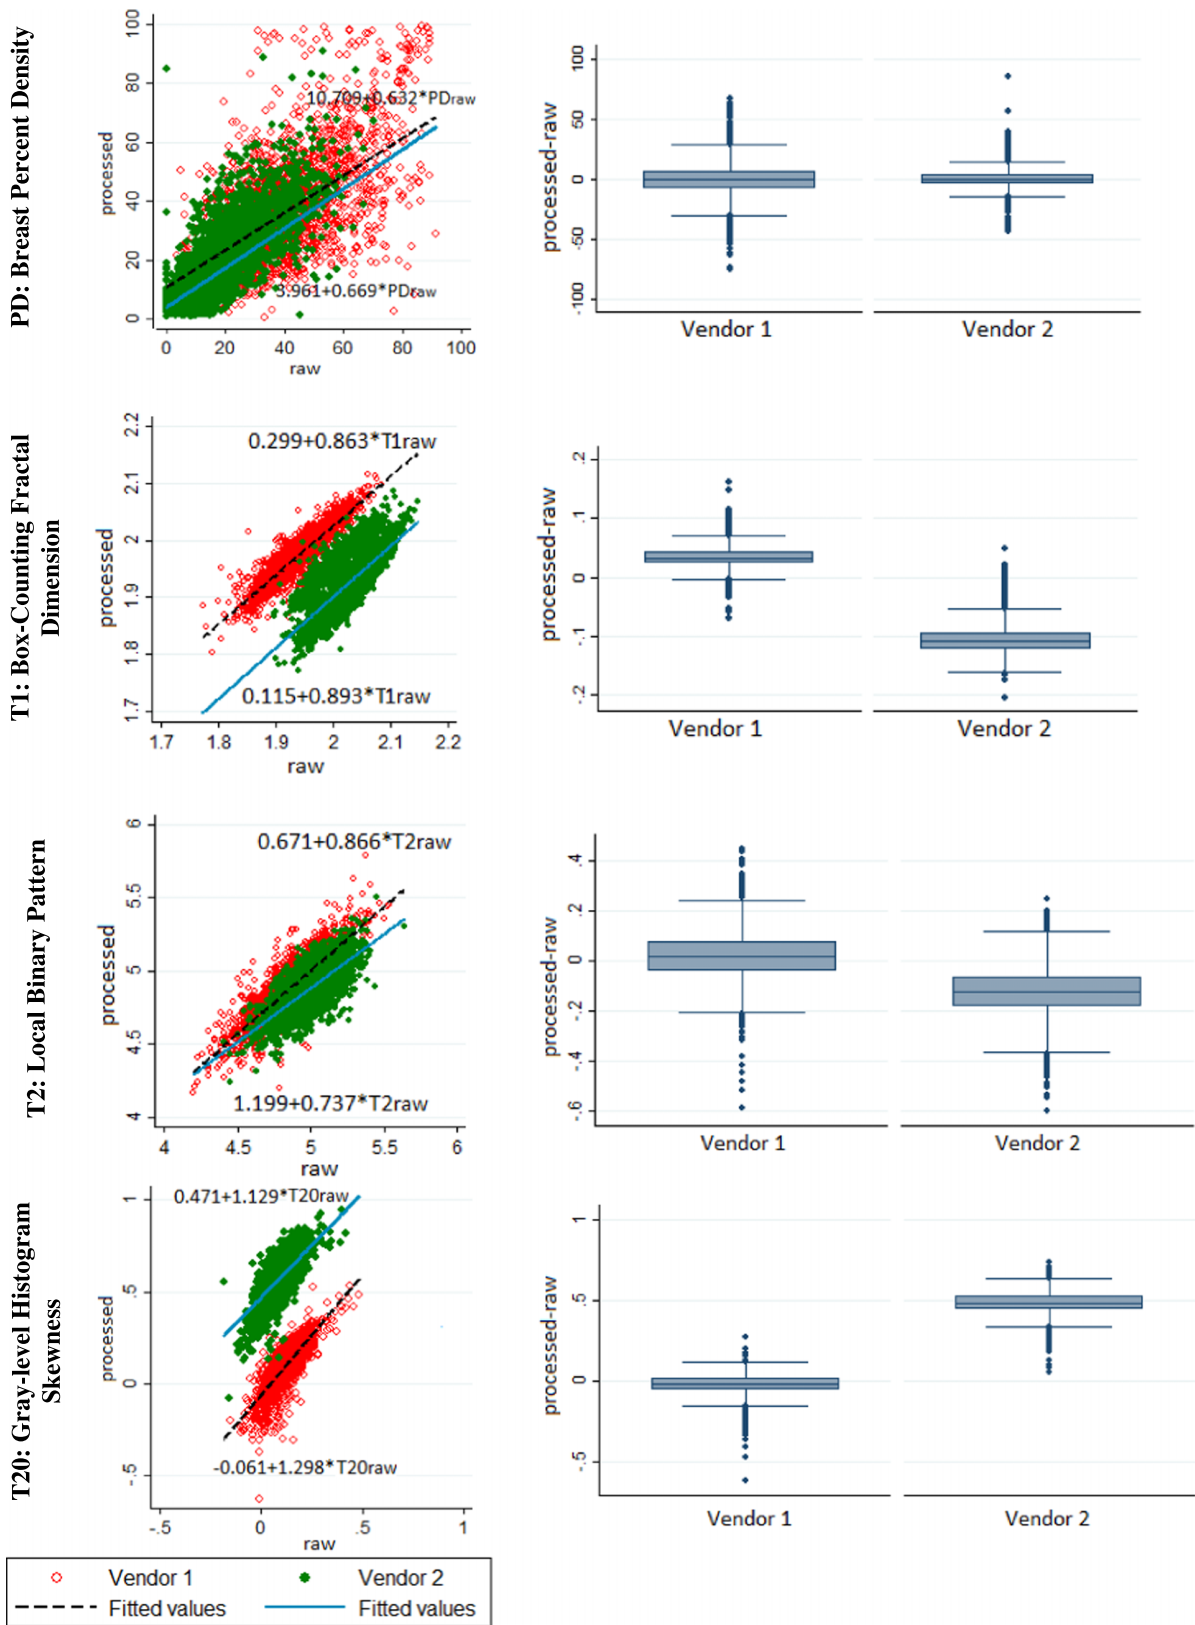 PD: Breast Percent Density
processed
100
80
60
40
20
0
10.709+0.632*PDraw
3.961+0.669*PDraw
0 20 40 60 80 100
raw
processed-raw
100
50
0
-50
-100
Vendor 1 Vendor 2
T1: Box-Counting Fractal
Dimension
processed
2.2
2.1
2
1.9
1.8
1.7
0.299+0.863*T1raw
0.115+0.893*T1raw
1.7 1.8 1.9 2 2.1 2.2
raw
processed-raw
.2
.1
0
-.1
-.2
Vendor 1 Vendor 2
T2: Local Binary Pattern
processed
6
5.5
5
4.5
4
0.671+0.866*T2raw
1.199+0.737*T2raw
4 4.5 5 5.5 6
raw
processed-raw
.4
.2
0
-.2
-.4
-.6
Vendor 1 Vendor 2
T20: Gray-level Histogram
Skewness
processed
1
.5
0
-.5
0.471+1.129*T20raw
-0.061+1.298*T20raw
-.5 0 .5 1
raw
processed-raw
1
.5
0
-.5
Vendor 1 Vendor 2
Vendor 1 Vendor 2
Fitted values Fitted values